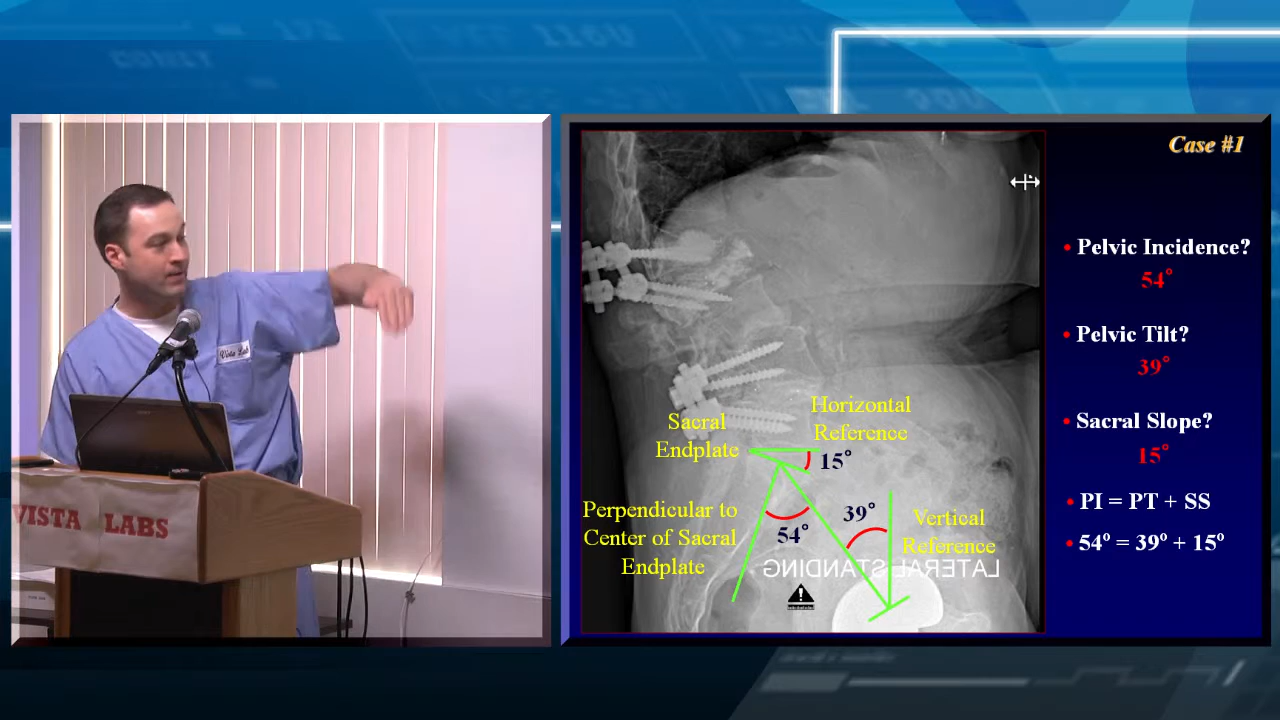 Case #1
• Pelvic Incidence?
54°
• Pelvic Tilt?
39°
• Sacral Slope?
15°
• PI = PT + SS
• 54° = 39° + 15°
Sacral
Endplate
Horizontal
Reference
15°
Perpendicular to
Center of Sacral
Endplate
54°
39°
Vertical
Reference
LATERAL STANDING
Vista Lab
VISTA LABS